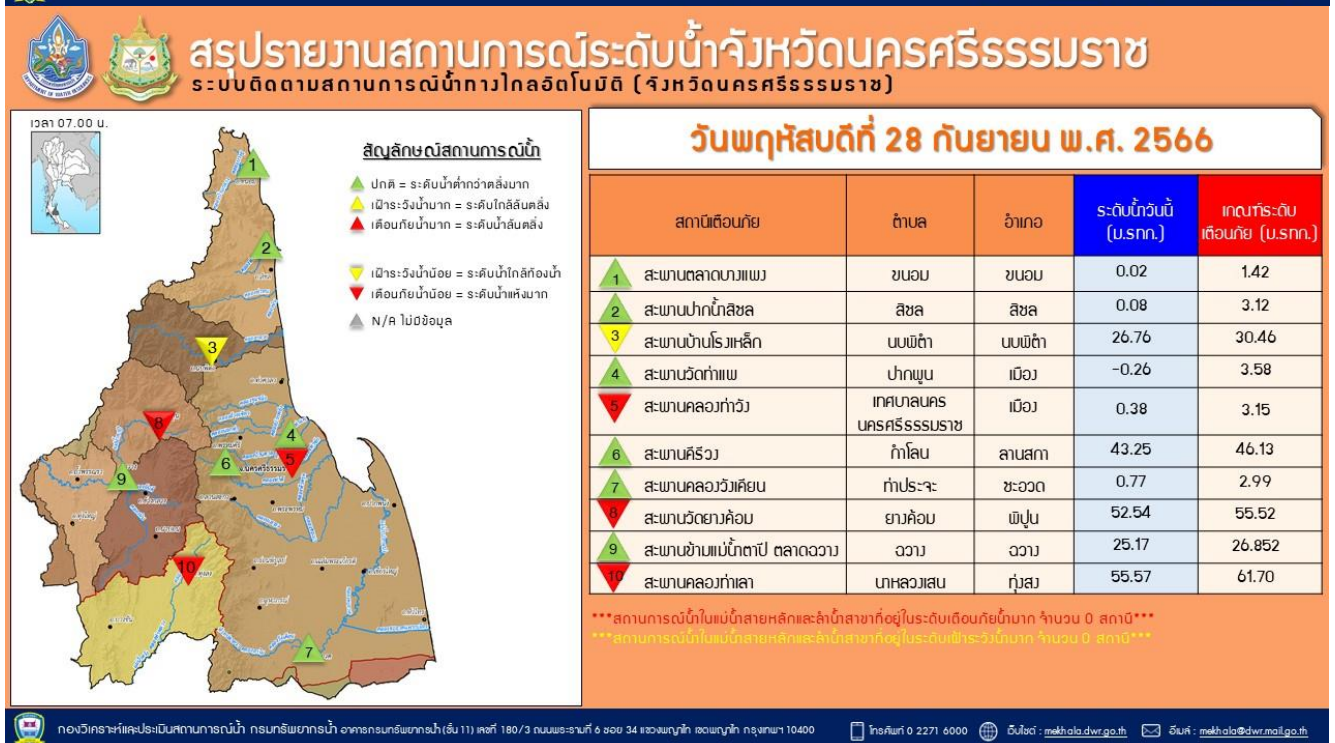 สรุปรายงานสถานการณ์ระดับน้ำจังหวัดนครศรีธรรมราช
ระบบติดตามสถานการณ์น้ำทางไกลอัตโนมัติ (จังหวัดนครศรีธรรมราช)
เวลา 07.00 น.
สัญลักษณ์สถานการณ์น้ำ
ปกติ = ระดับน้ำต่ำกว่าตลิ่งมาก
เฝ้าระวังน้ำมาก = ระดับใกล้ล้นตลิ่ง
เตือนภัยน้ำมาก = ระดับน้ำล้นตลิ่ง
เฝ้าระวังน้ำน้อย = ระดับน้ำใกล้ท้องน้ำ
เตือนภัยน้ำน้อย = ระดับน้ำแห้งมาก
N/A ไม่มีข้อมูล
1
2
3
8
4
6
5
9
10
7
วันพฤหัสบดีที่ 28 กันยายน พ.ศ. 2566
สถานีเตือนภัย ตำบล อำเภอ ระดับน้ำวันนี้ (ม.รทก.) เกณฑ์ระดับเตือนภัย (ม.รทก.)
1 สะพานตลาดบางแพง ขนอม ขนอม 0.02 1.42
2 สะพานปากน้ำสิชล สิชล สิชล 0.08 3.12
3 สะพานบ้านโรงเหล็ก นบพิตำ นบพิตำ 26.76 30.46
4 สะพานวัดท่าแพ ปากพูน เมือง -0.26 3.58
5 สะพานคลองท่าวัง เทศบาลนครนครศรีธรรมราช เมือง 0.38 3.15
6 สะพานคีรีวง กำโลน ลานสกา 43.25 46.13
7 สะพานคลองวังเคียน ท่าประจะ ชะอวด 0.77 2.99
8 สะพานวัดยางค้อม ยางค้อม พิปูน 52.54 55.52
9 สะพานข้ามแม่น้ำตาปี ตลาดฉวาง ฉวาง ฉวาง 25.17 26.852
10 สะพานคลองท่าเลา นาหลวงเสน ทุ่งสง 55.57 61.70
***สถานการณ์น้ำในแม่น้ำสายหลักและลำน้ำสาขาที่อยู่ในระดับเตือนภัยน้ำมาก จำนวน 0 สถานี***
***สถานการณ์น้ำในแม่น้ำสายหลักและลำน้ำสาขาที่อยู่ในระดับเฝ้าระวังน้ำมาก จำนวน 0 สถานี***
กองวิเคราะห์และประเมินสถานการณ์น้ำ กรมทรัพยากรน้ำ อาคารกรมทรัพยากรน้ำ (ชั้น 11) เลขที่ 180/3 ถนนพระรามที่ 6 ซอย 34 แขวงพญาไท เขตพญาไท กรุงเทพฯ 10400 โทรศัพท์ 0 2271 6000 เว็บไซต์ : mekhala.dwr.go.th อีเมล์ : mekhala@dwr.mail.go.th